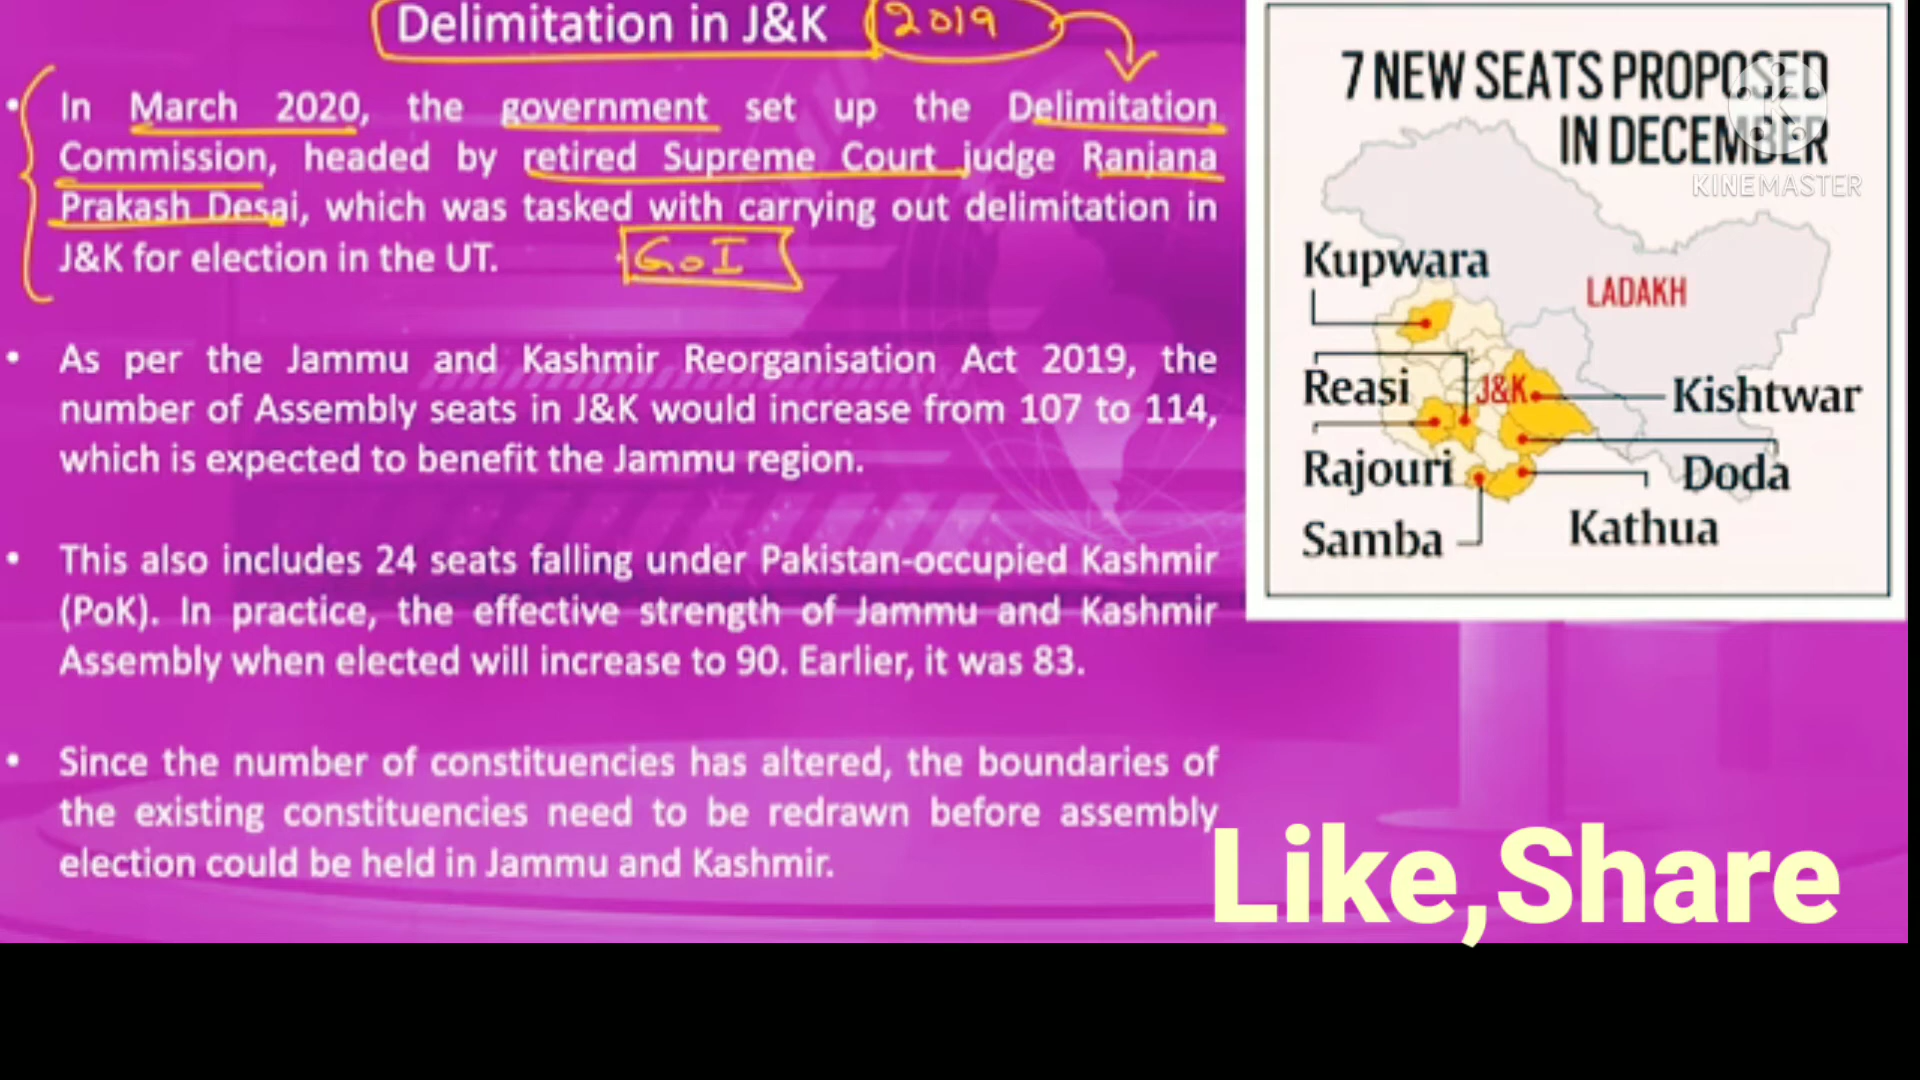 Delimitation in J&K 2019
• In March 2020, the government set up the Delimitation
Commission, headed by retired Supreme Court judge Ranjana
Prakash Desai, which was tasked with carrying out delimitation in
J&K for election in the UT.
GOI
• As per the Jammu and Kashmir Reorganisation Act 2019, the
number of Assembly seats in J&K would increase from 107 to 114,
which is expected to benefit the Jammu region.
• This also includes 24 seats falling under Pakistan-occupied Kashmir
(PoK). In practice, the effective strength of Jammu and Kashmir
Assembly when elected will increase to 90. Earlier, it was 83.
• Since the number of constituencies has altered, the boundaries of
the existing constituencies need to be redrawn before assembly
election could be held in Jammu and Kashmir.
7 NEW SEATS PROPOSED
IN DECEMBER
K
KINEMASTER
Kupwara
LADAKH
Reasi
J&K
Kishtwar
Rajouri
Doda
Samba
Kathua
Like,Share